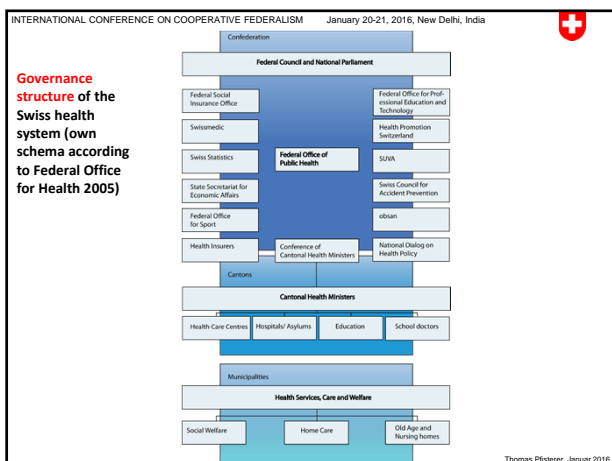 INTERNATIONAL CONFERENCE ON COOPERATIVE FEDERALISM January 20-21, 2016, New Delhi, India
Governance
structure of the
Swiss health
system (own
schema according
to Federal Office
for Health 2005)
Confederation
Federal Council and National Parliament
Federal Social
Insurance Office
Federal Office for Prof-
essional Education and
Technology
Swissmedic
Health Promotion
Switzerland
Swiss Statistics
Federal Office of
Public Health
SUVA
State Secretariat for
Economic Affairs
Swiss Council for
Accident Prevention
Federal Office
for Sport
obsan
Health Insurers
Conference of
Cantonal Health Ministers
National Dialog on
Health Policy
Cantons
Cantonal Health Ministers
Health Care Centres
Hospitals/ Asylums
Education
School doctors
Municipalities
Health Services, Care and Welfare
Social Welfare
Home Care
Old Age and
Nursing homes
Thomas Pfisterer, Januar 2016